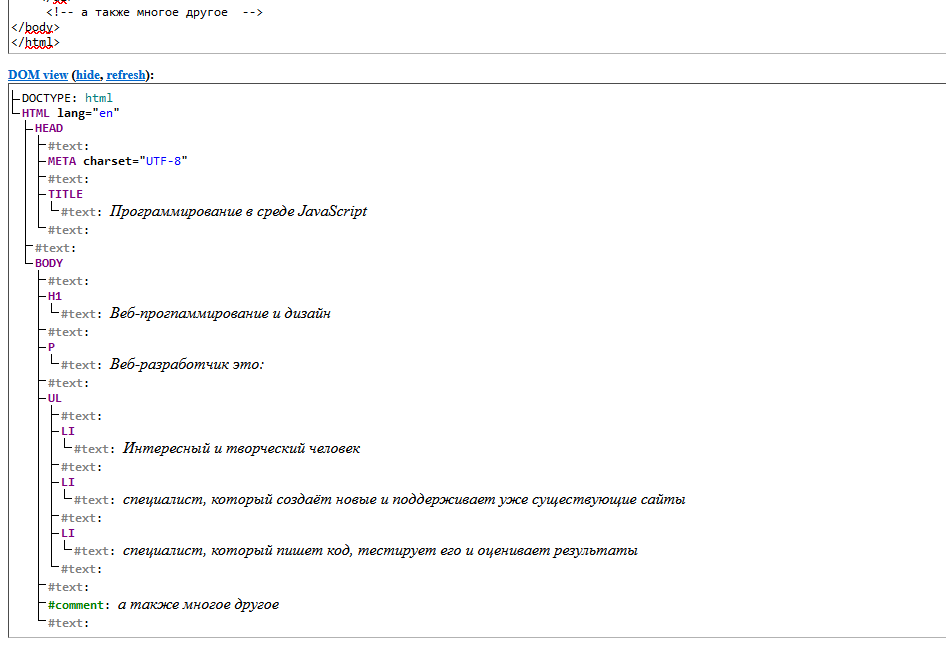 <!-- а также многое другое -->
</body>
</html>
DOM view (hide, refresh):
DOCTYPE: html
HTML lang="en"
HEAD
#text:
META charset="UTF-8"
#text:
TITLE
#text: Программирование в среде JavaScript
#text:
#text:
BODY
#text:
H1
#text: Веб-прогпаммирование и дизайн
#text:
P
#text: Веб-разработчик это:
#text:
UL
#text:
LI
#text: Интересный и творческий человек
#text:
LI
#text: специалист, который создаёт новые и поддерживает уже существующие сайты
#text:
LI
#text: специалист, который пишет код, тестирует его и оценивает результаты
#text:
#text:
#comment: а также многое другое
#text: